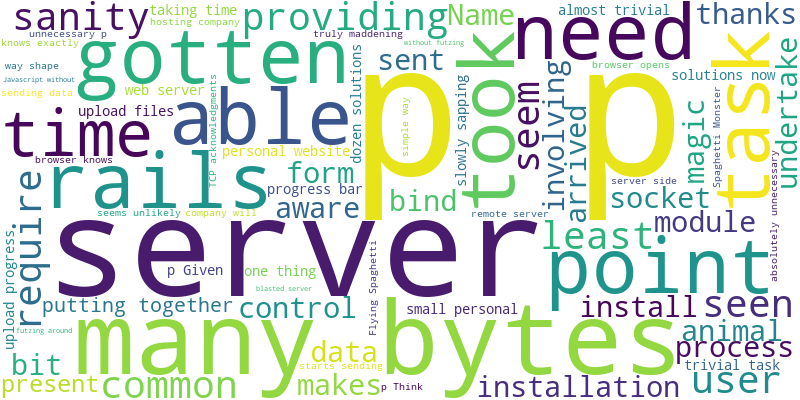 sanity
taking time
hosting company
providing
Name
almost trivial
thanks
unnecessary p
knows exactly
gotten
truly maddening
without futzing
sent
took
need
browser opens
solutions now
way shape
Javascript without
sending data
web server
upload files
able
dozen solutions
p
p
seem
involving
magic
task
undertake
time
browser knows
TCP acknowledgments
personal website
simple way
slowly sapping
arrived
Spaghetti Monster
rails
form
progress bar
aware
bind
server side
socket
absolutely unnecessary
require
seems unlikely
company will
remote server
least
module
server
point
upload progress
p Given
one thing
blasted server
Flying Spaghetti
putting together
control
small personal
install
seen
futzing around
many
bytes
animal
bit
data
starts sending
process
trivial task
present
common
makes
p Think
installation
user